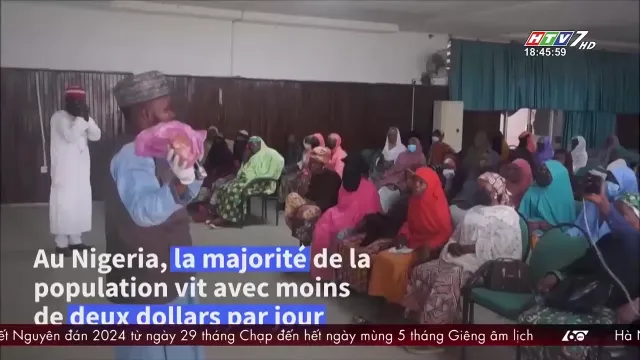 HTV7 HD
18:45:59
Au Nigeria, la majorité de la
population vit avec moins
de deux dollars par jour
ết Nguyên đán 2024 từ ngày 29 tháng Chạp đến hết ngày mùng 5 tháng Giêng âm lịch 60 Hà N